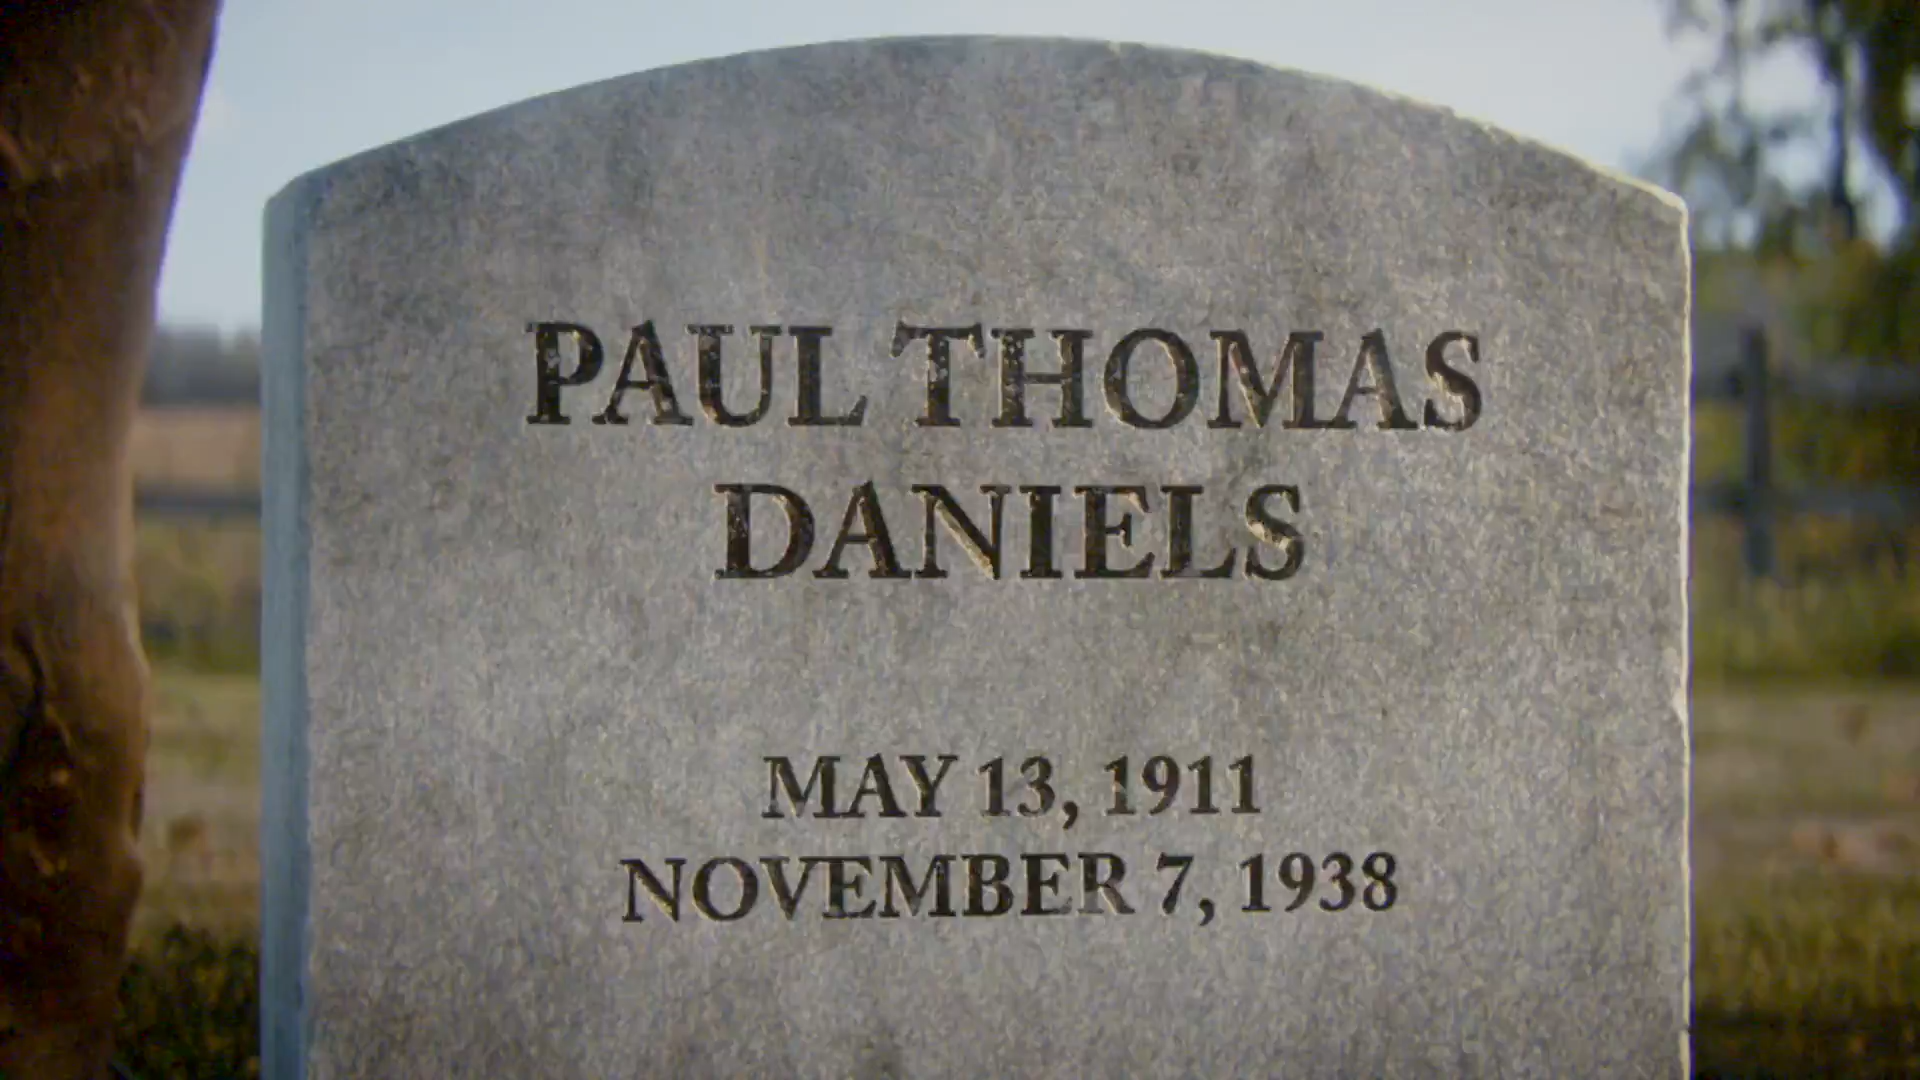 PAUL THOMAS
DANIELS
MAY 13, 1911
NOVEMBER 7, 1938